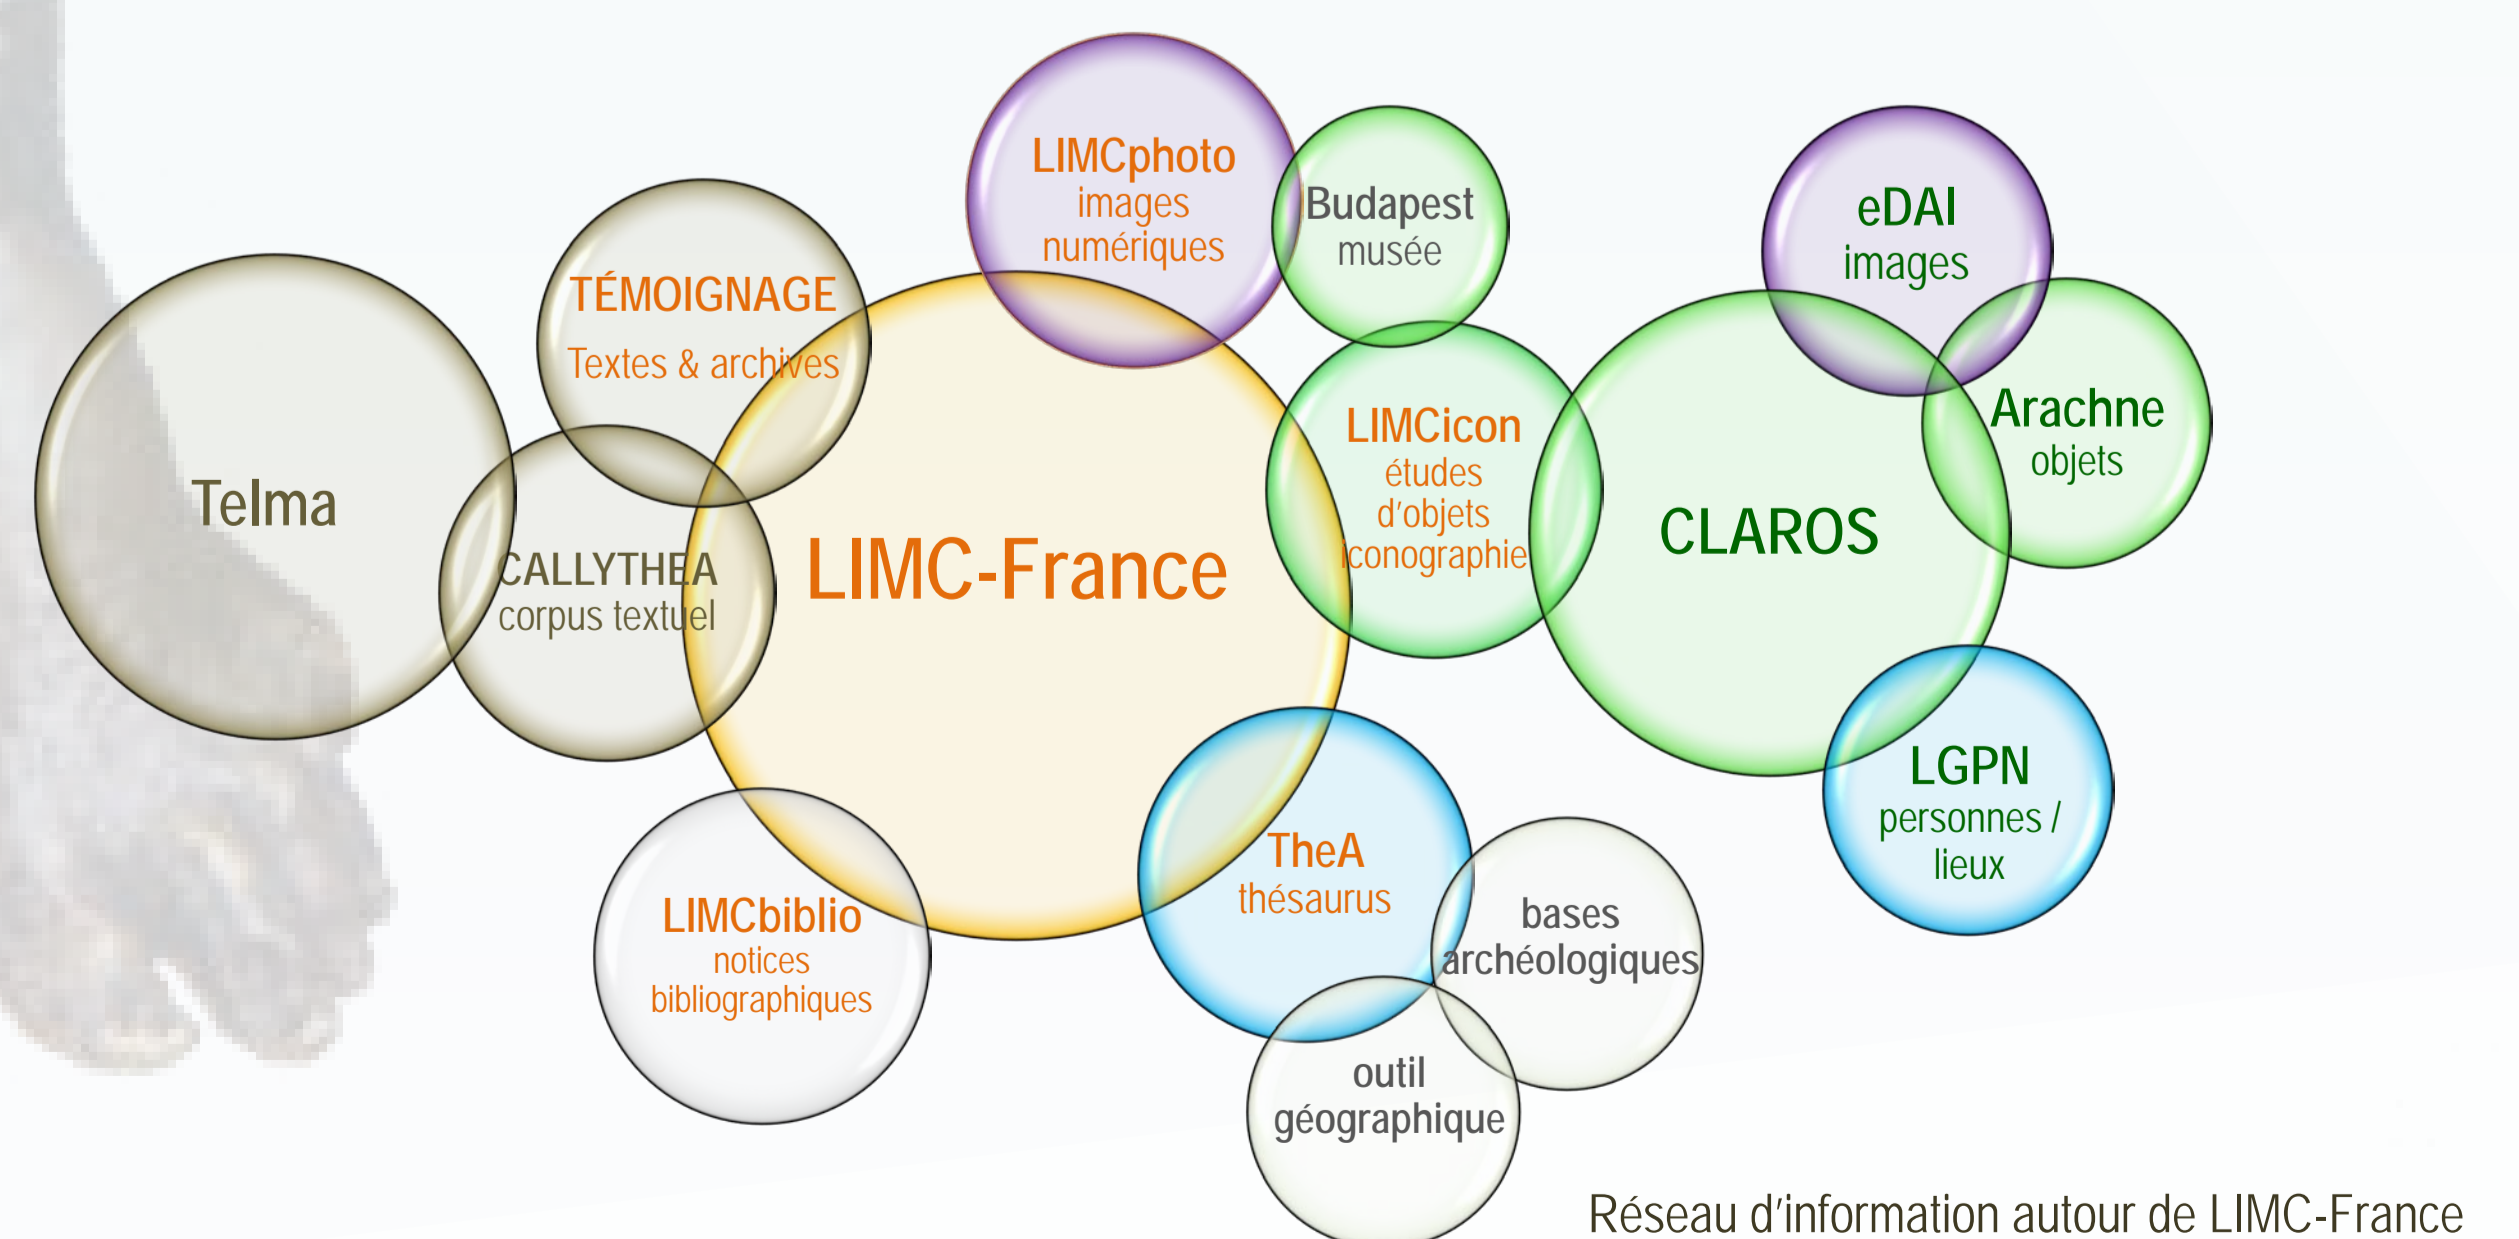 LIMCphoto
images
numériques
Budapest
musée
eDAI
images
TÉMOIGNAGE
Textes & archives
Arachne
objets
Telma
CALLYTHEA
corpus textuel
LIMC-France
LIMCicon
études
d'objets
iconographie
CLAROS
LGPN
personnes /
lieux
TheA
thésaurus
LIMCbiblio
notices
bibliographiques
bases
archéologiques
outil
géographique
Réseau d'information autour de LIMC-France